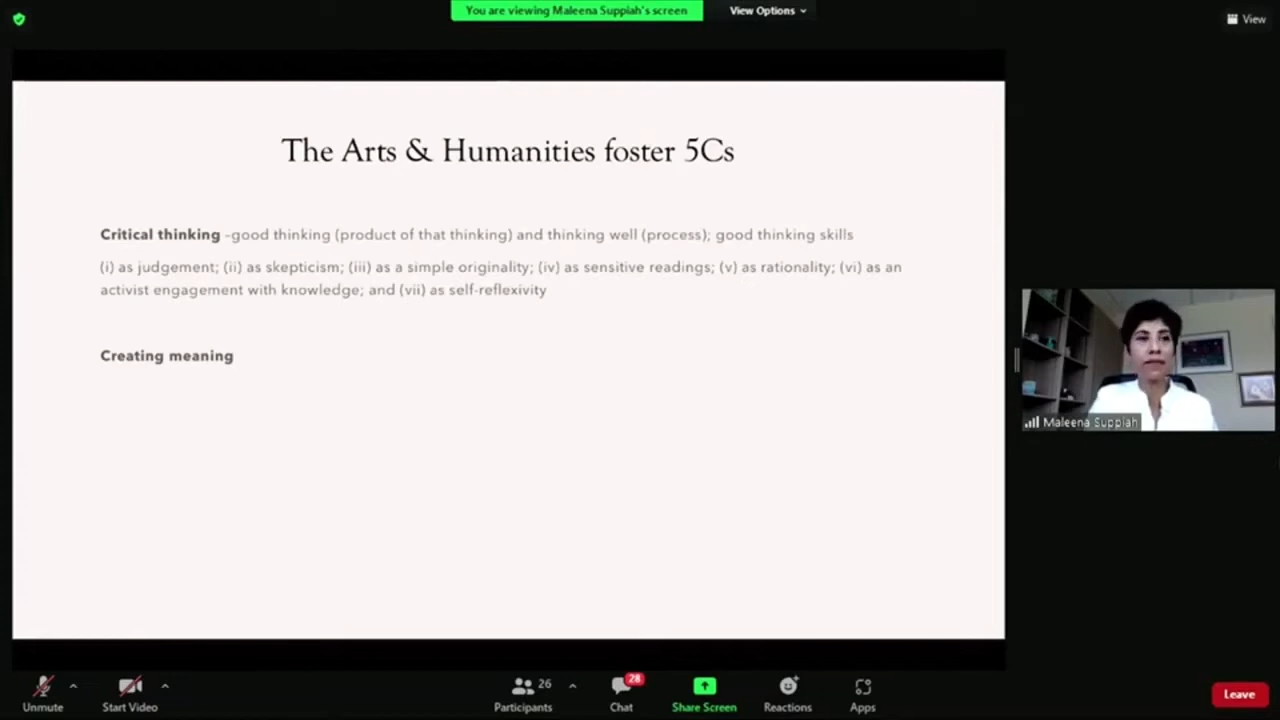 You are viewing Maleena Suppiah's screen
View Options
View
The Arts & Humanities foster 5Cs
Critical thinking -good thinking (product of that thinking) and thinking well (process); good thinking skills
(i) as judgement; (ii) as skepticism; (iii) as a simple originality; (iv) as sensitive readings; (v) as rationality; (vi) as an
activist engagement with knowledge; and (vii) as self-reflexivity
Creating meaning
Maleena Suppiah
Unmute
Start Video
26
Participants
28
Chat
Share Screen
Reactions
Apps
Leave